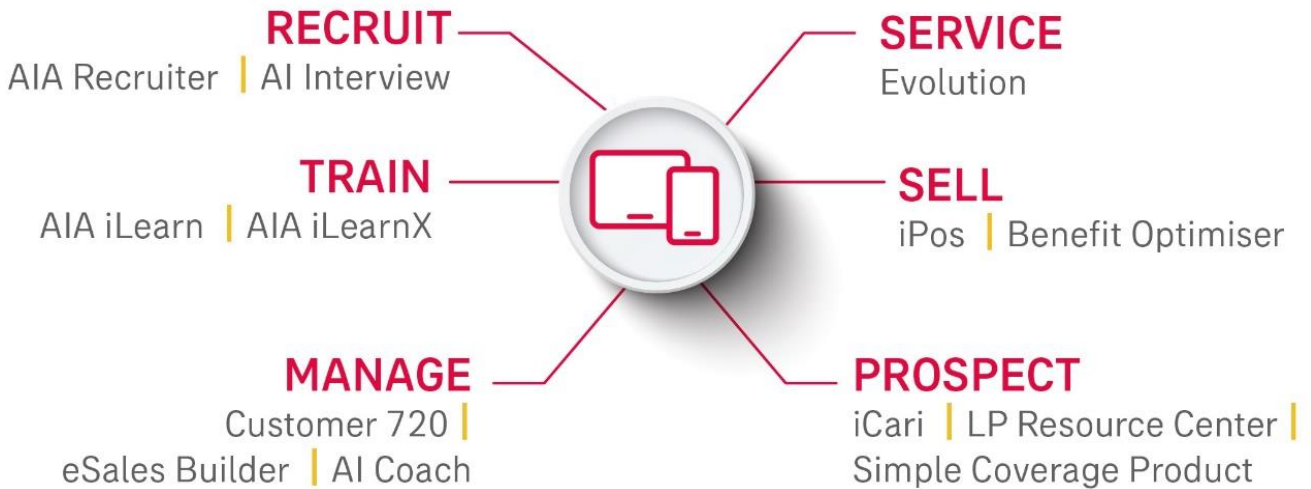 RECRUIT
AIA Recruiter | AI Interview
TRAIN
AIA iLearn | AIA iLearnX
MANAGE
Customer 720 |
eSales Builder | AI Coach
SERVICE
Evolution
SELL
iPos | Benefit Optimiser
PROSPECT
iCari | LP Resource Center |
Simple Coverage Product